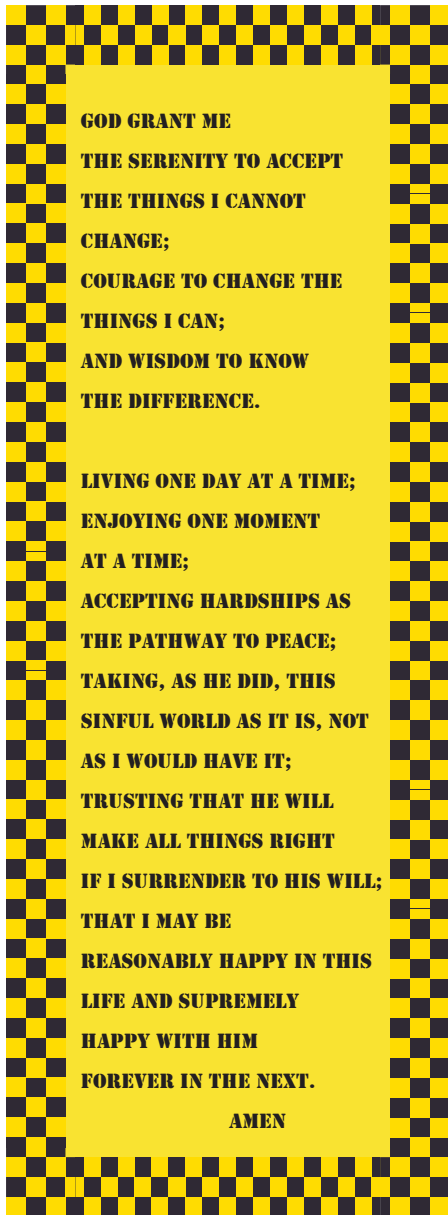 GOD GRANT ME
THE SERENITY TO ACCEPT
THE THINGS I CANNOT
CHANGE;
COURAGE TO CHANGE THE
THINGS I CAN;
AND WISDOM TO KNOW
THE DIFFERENCE.

LIVING ONE DAY AT A TIME;
ENJOYING ONE MOMENT
AT A TIME;
ACCEPTING HARDSHIPS AS
THE PATHWAY TO PEACE;
TAKING, AS HE DID, THIS
SINFUL WORLD AS IT IS, NOT
AS I WOULD HAVE IT;
TRUSTING THAT HE WILL
MAKE ALL THINGS RIGHT
IF I SURRENDER TO HIS WILL;
THAT I MAY BE
REASONABLY HAPPY IN THIS
LIFE AND SUPREMELY
HAPPY WITH HIM
FOREVER IN THE NEXT.
AMEN